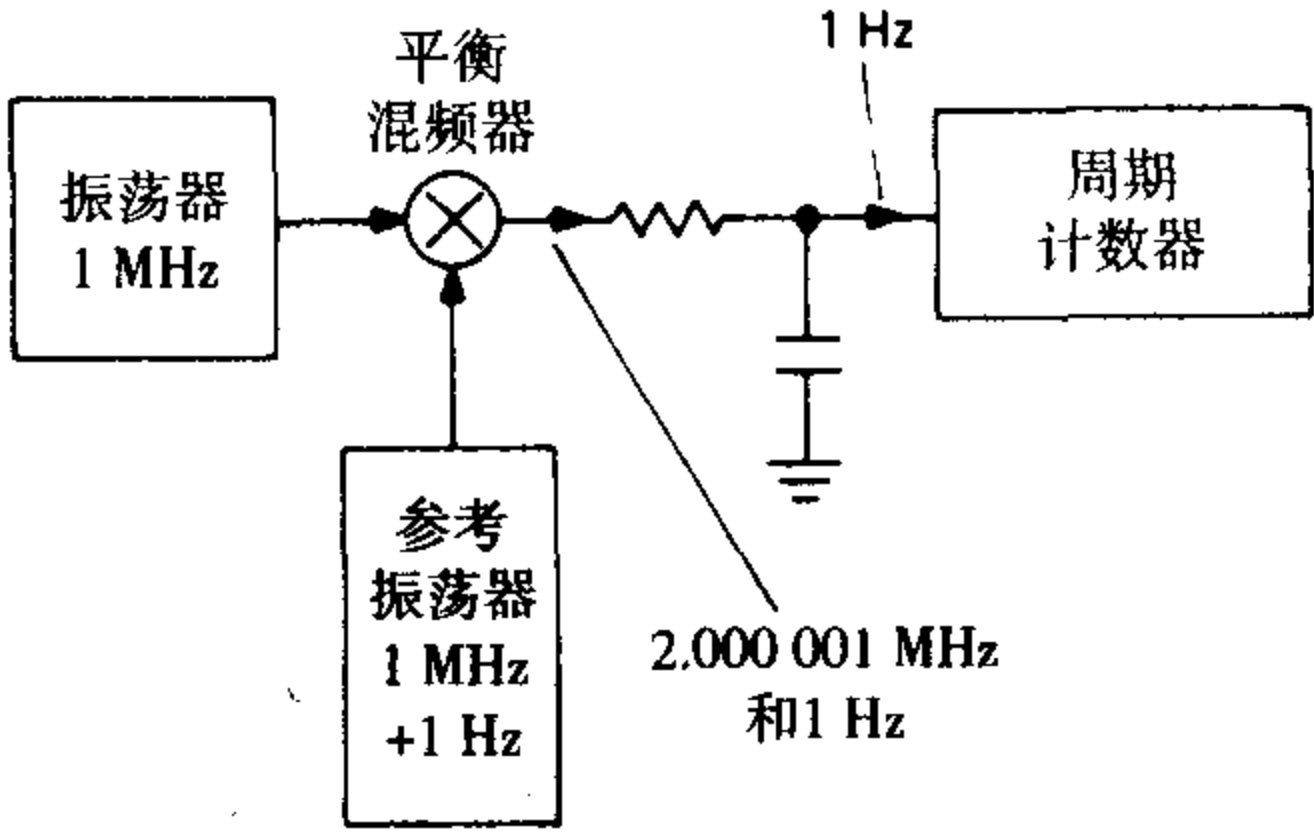 1 Hz
平衡
混频器
振荡器
1 MHz
周期
计数器
参考
振荡器
1 MHz
+1 Hz
2.000 001 MHz
和1 Hz